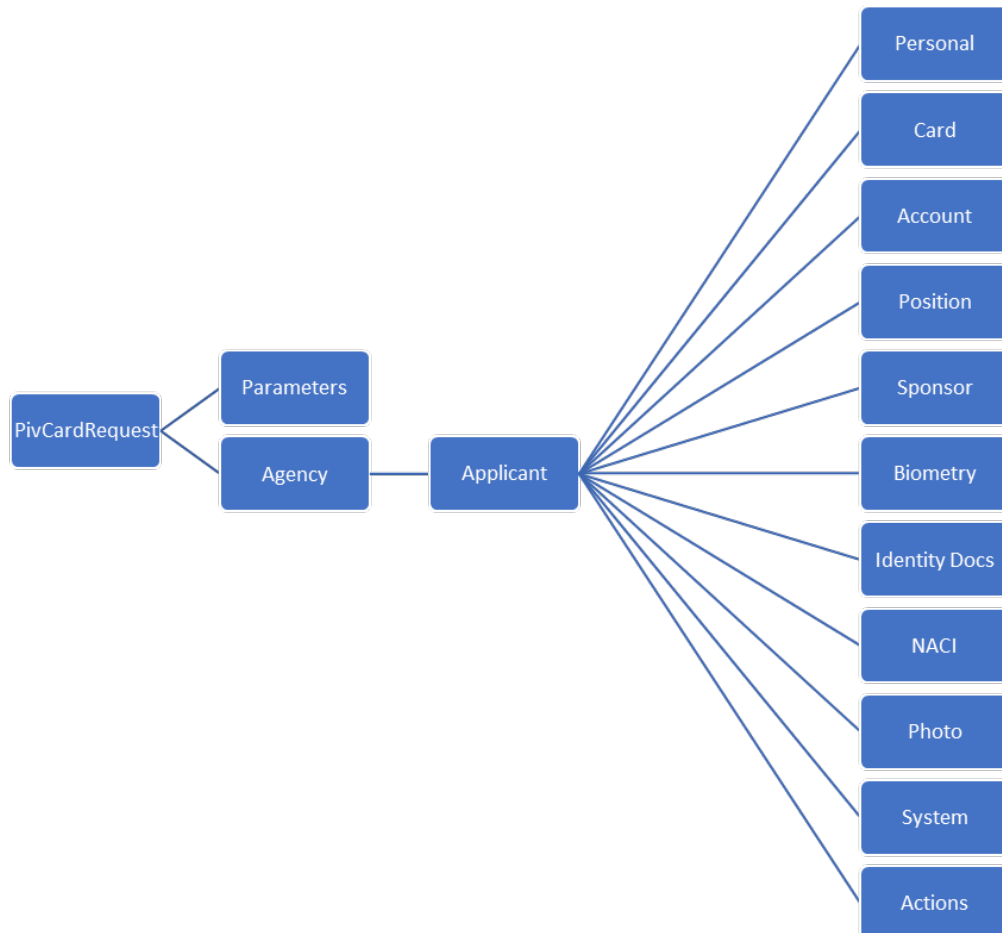 PivCardRequest
Parameters
Agency
Applicant
Personal
Card
Account
Position
Sponsor
Biometry
Identity Docs
NACI
Photo
System
Actions